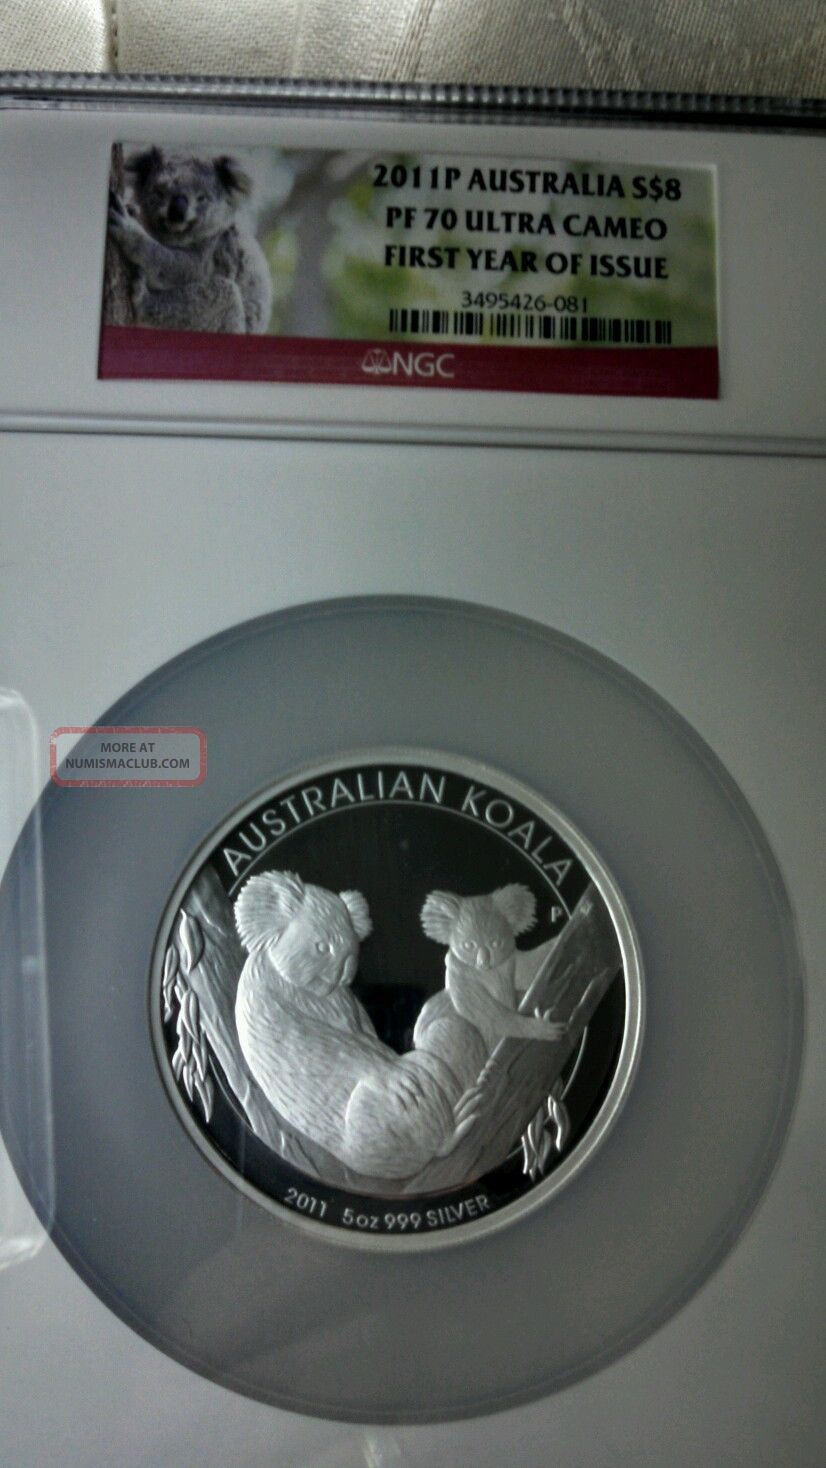 2011P AUSTRALIA S$8
PF 70 ULTRA CAMEO
FIRST YEAR OF ISSUE
3495426-081
NGC
MORE AT
NUMISMACLUB.COM
AUSTRALIAN KOALA
P
2011 5oz 999 SILVER